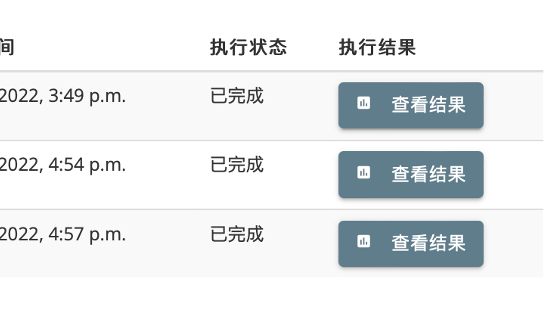 间 执行状态 执行结果
2022, 3:49 p.m. 已完成 查看结果
2022, 4:54 p.m. 已完成 查看结果
2022, 4:57 p.m. 已完成 查看结果